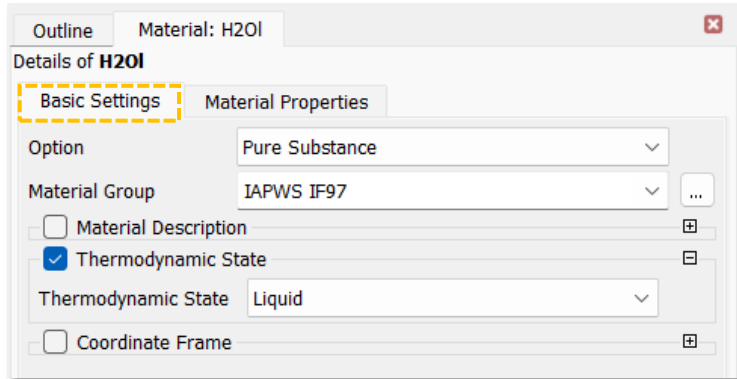 Outline Material: H2Ol
Details of H2Ol
Basic Settings Material Properties
Option Pure Substance
Material Group IAPWS IF97 ...
Material Description
Thermodynamic State
Thermodynamic State Liquid
Coordinate Frame